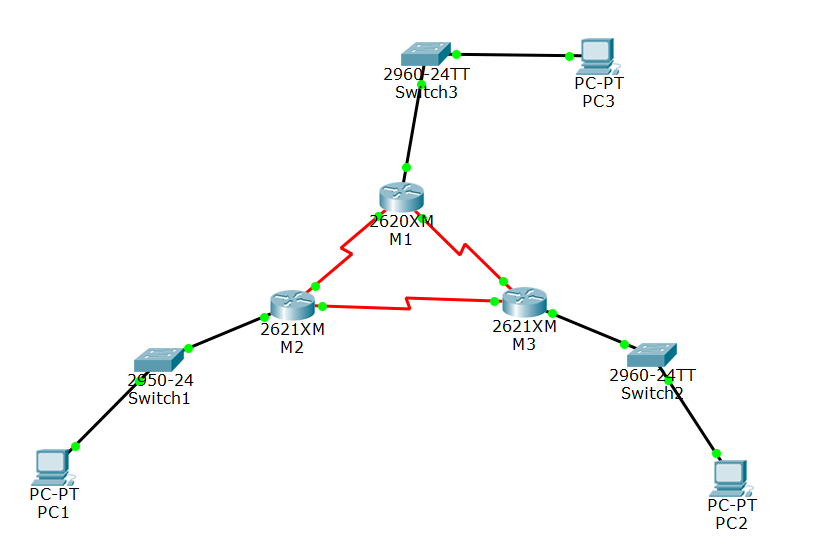 2960-24TT
Switch3
PC-PT
PC3
2620XM
M1
2621XM
M2
2621XM
M3
2950-24
Switch1
2960-24TT
Switch2
PC-PT
PC1
PC-PT
PC2